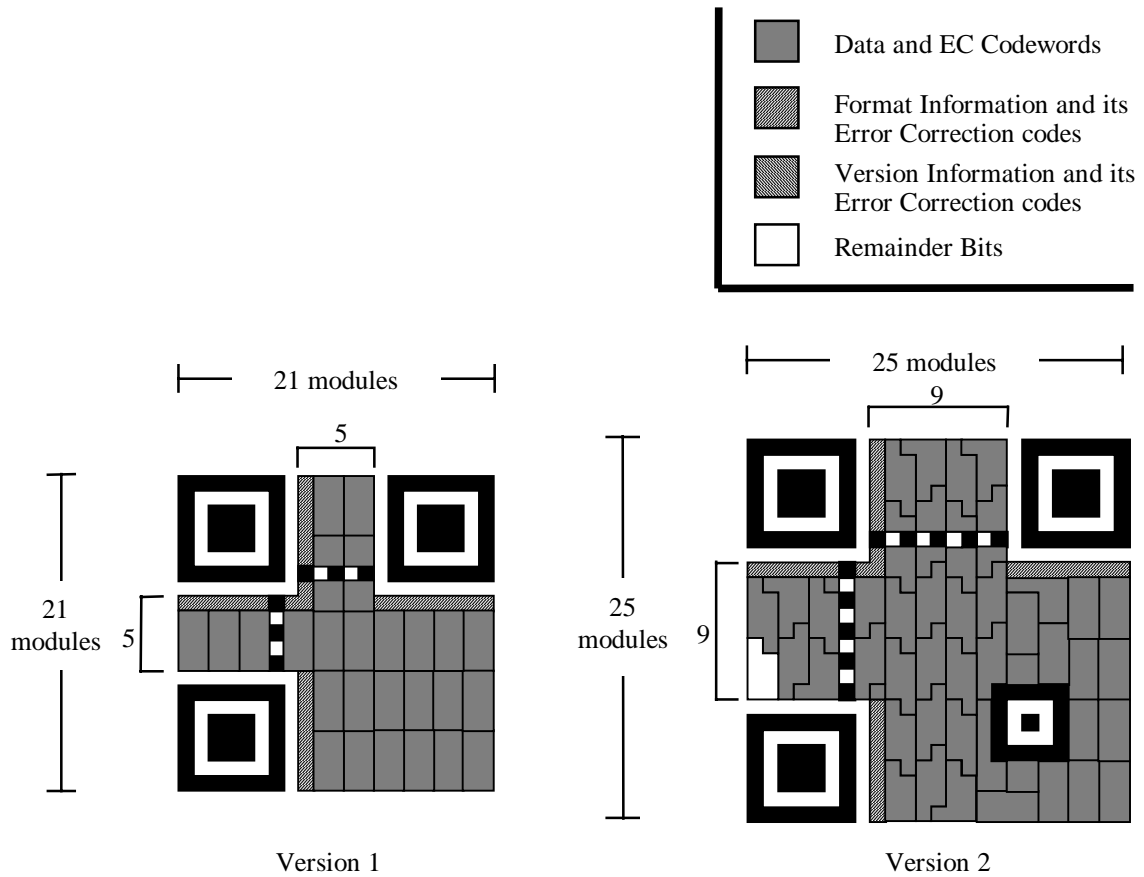 Data and EC Codewords
Format Information and its
Error Correction codes
Version Information and its
Error Correction codes
Remainder Bits
21 modules
5
21
modules
5
Version 1
25 modules
9
25
modules
9
Version 2